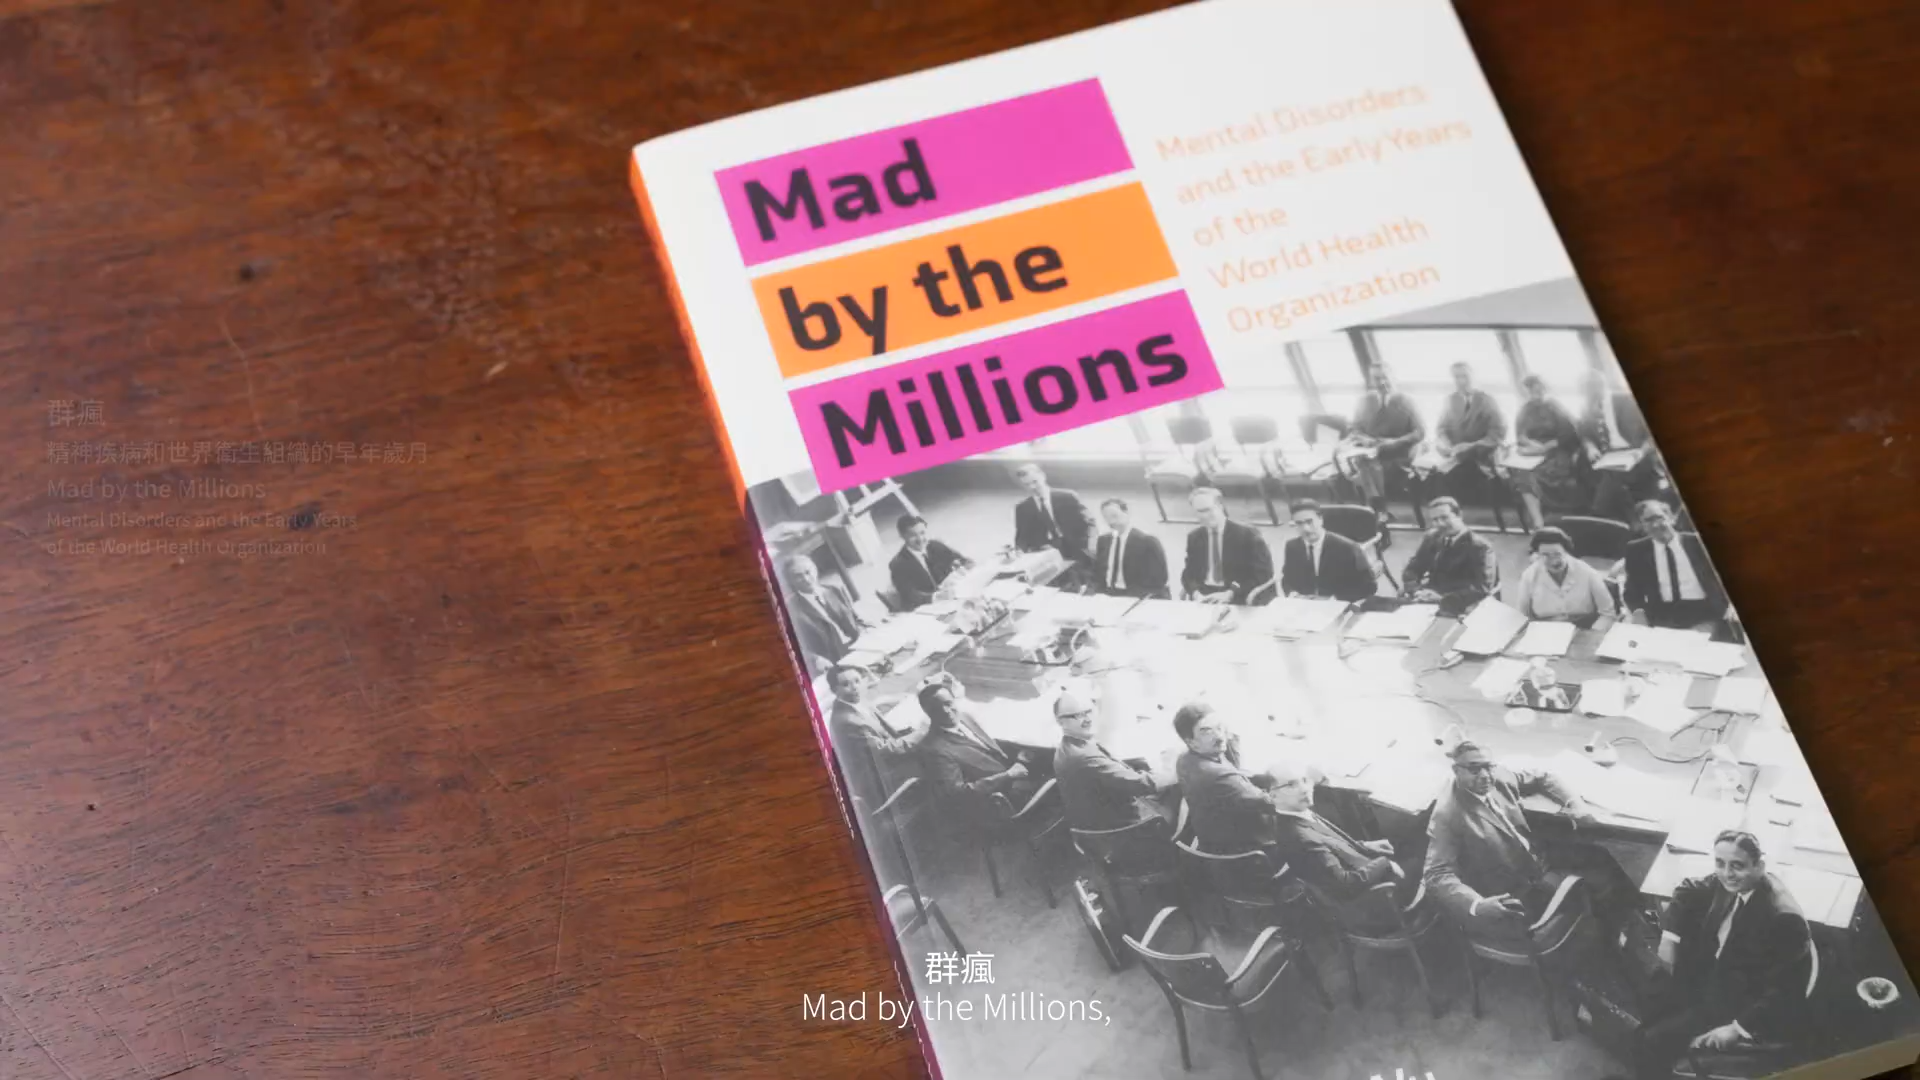 Mad
by the
Millions
Mental Disorders
and the Early Years
of the
World Health
Organization
群瘋
精神疾病和世界衛生組織的早年歲月
Mad by the Millions
Mental Disorders and the Early Years
of the World Health Organization
群瘋
Mad by the Millions,